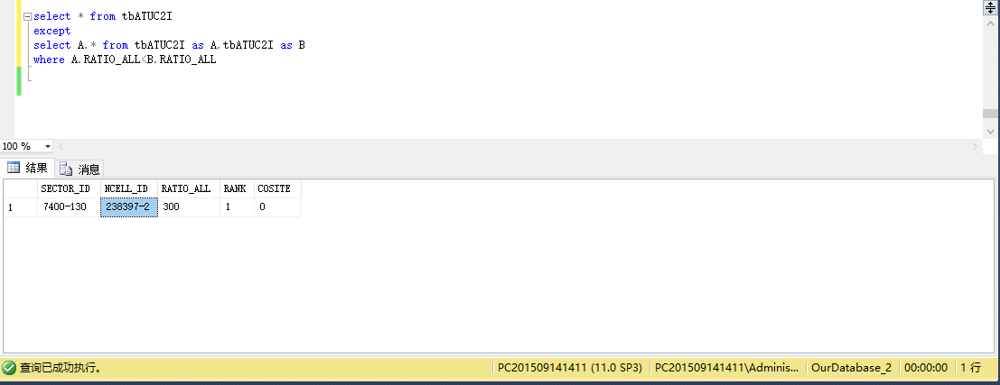 select * from tbATUC2I
except
select A.* from tbATUC2I as A,tbATUC2I as B
where A.RATIO_ALL<B.RATIO_ALL
100 %
结果 消息
SECTOR_ID NCELL_ID RATIO_ALL RANK COSITE
1 7400-130 238397-2 300 1 0
查询已成功执行。 PC201509141411 (11.0 SP3) PC201509141411\Adminis... OurDatabase_2 00:00:00 1 行